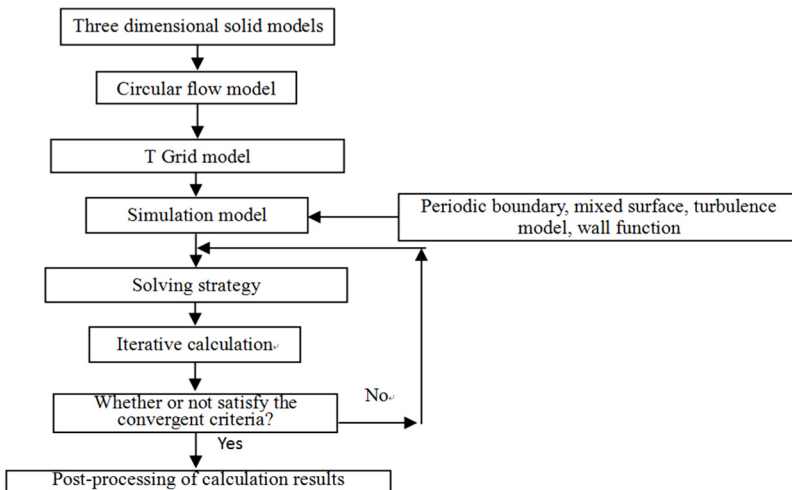 Three dimensional solid models
Circular flow model
T Grid model
Simulation model
Periodic boundary, mixed surface, turbulence
model, wall function
Solving strategy
Iterative calculation
Whether or not satisfy the
convergent criteria?
No
Yes
Post-processing of calculation results